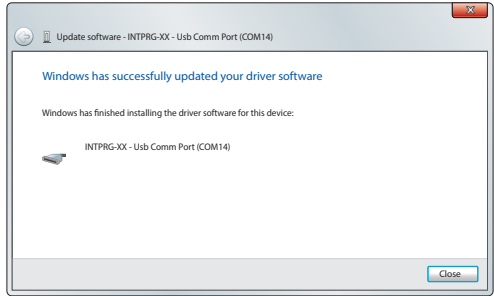 Update software - INTPRG-XX - Usb Comm Port (COM14)
Windows has successfully updated your driver software
Windows has finished installing the driver software for this device:
INTPRG-XX - Usb Comm Port (COM14)
Close